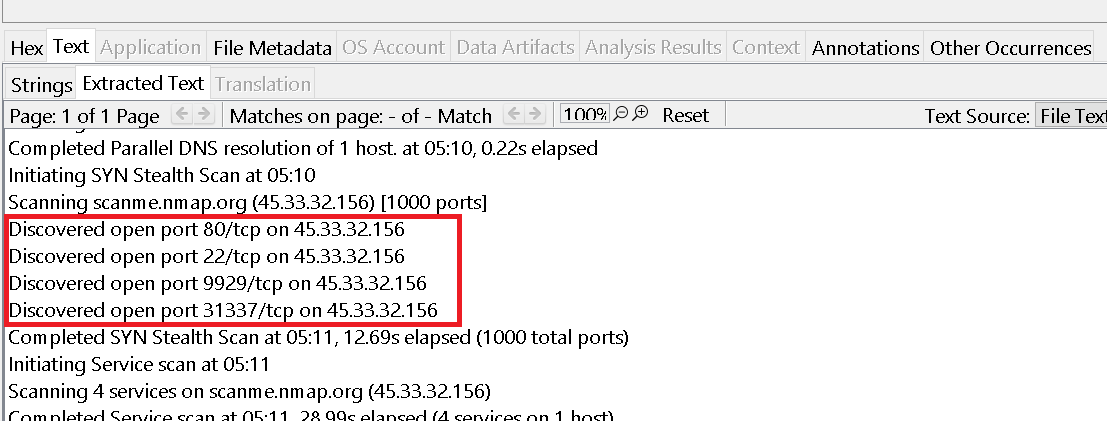 Hex Text Application File Metadata OS Account Data Artifacts Analysis Results Context Annotations Other Occurrences
Strings Extracted Text Translation
Page: 1 of 1 Page Matches on page: - of - Match 100% Reset Text Source: File Text
Completed Parallel DNS resolution of 1 host. at 05:10, 0.22s elapsed
Initiating SYN Stealth Scan at 05:10
Scanning scanme.nmap.org (45.33.32.156) [1000 ports]
Discovered open port 80/tcp on 45.33.32.156
Discovered open port 22/tcp on 45.33.32.156
Discovered open port 9929/tcp on 45.33.32.156
Discovered open port 31337/tcp on 45.33.32.156
Completed SYN Stealth Scan at 05:11, 12.69s elapsed (1000 total ports)
Initiating Service scan at 05:11
Scanning 4 services on scanme.nmap.org (45.33.32.156)
Completed Service scan at 05:11, 28.99s elapsed (4 services on 1 host)